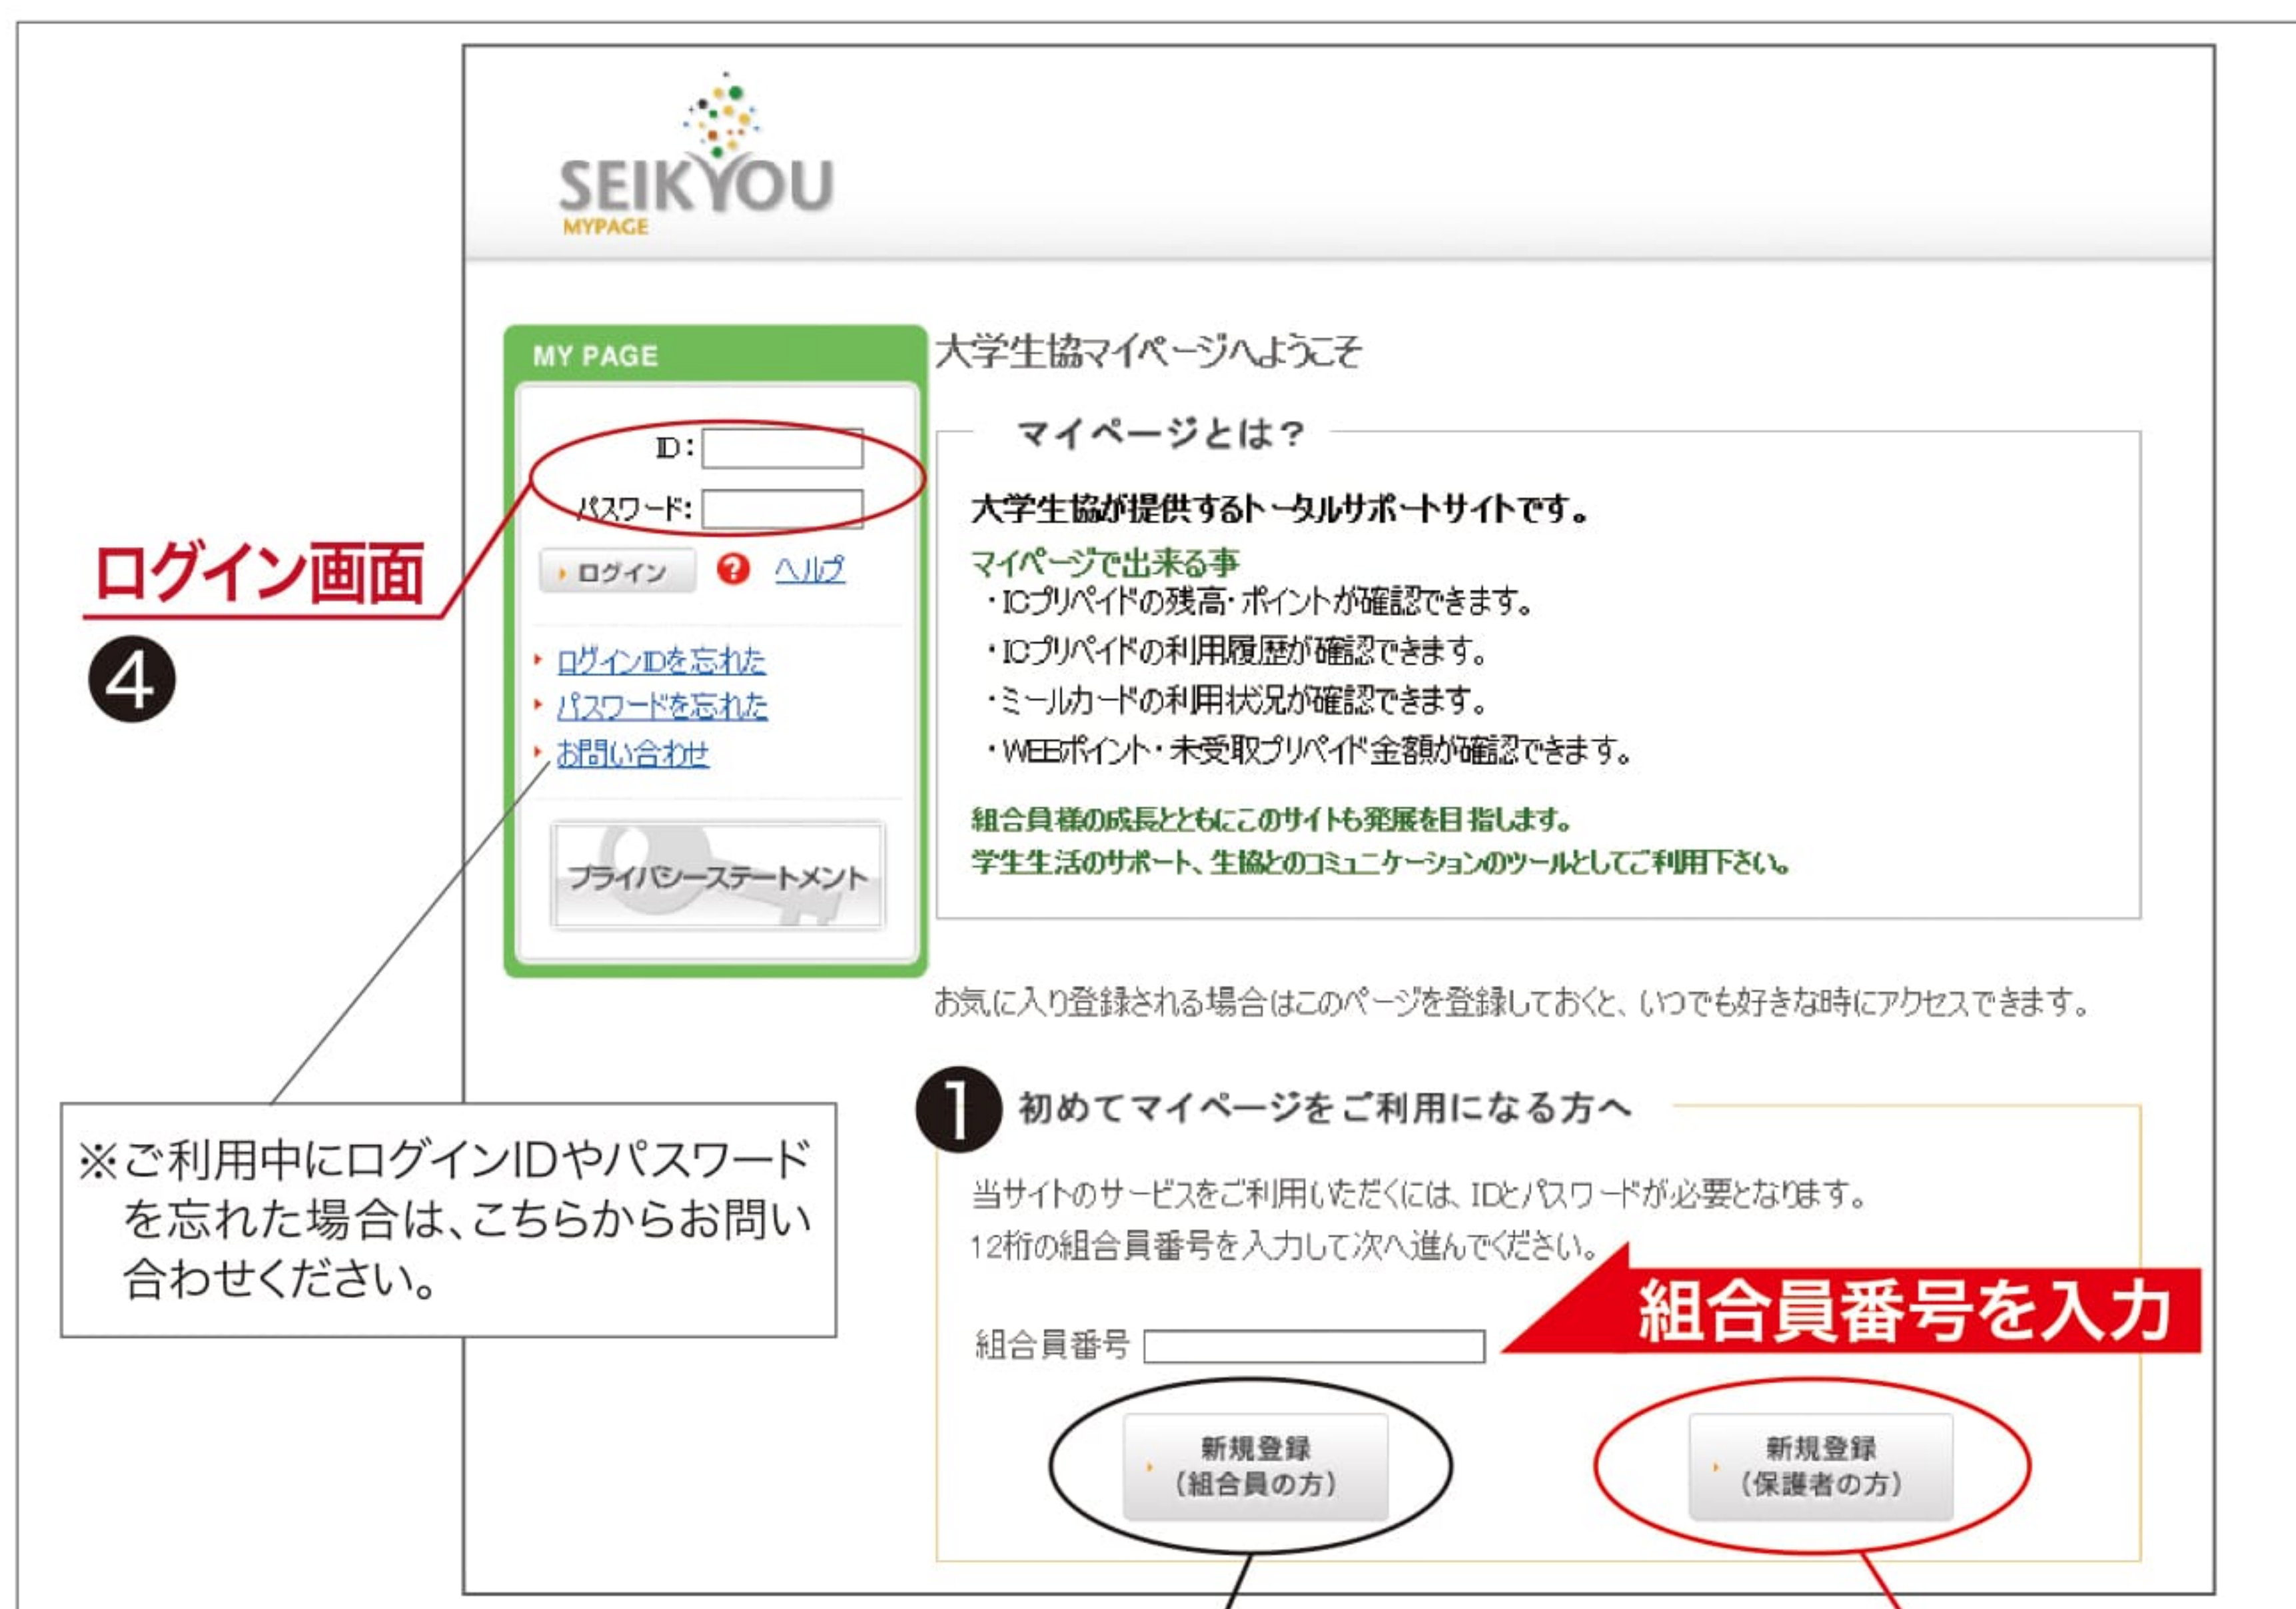 SEIKYOU
MYPAGE
MY PAGE
ID:
パスワード:
ログイン
? ヘルプ
ログインIDを忘れた
パスワードを忘れた
お問い合わせ
プライバシーステートメント
ログイン画面
4
※ご利用中にログインIDやパスワード
を忘れた場合は、こちらからお問い
合わせください。
大学生協マイページへようこそ
マイページとは？
大学生協が提供するトータルサポートサイトです。
マイページで出来る事
・ICプリペイドの残高・ポイントが確認できます。
・ICプリペイドの利用履歴が確認できます。
・ミールカードの利用状況が確認できます。
・WEBポイント・未受取プリペイド金額が確認できます。
組合員様の成長とともにこのサイトも発展を目指します。
学生生活のサポート、生協とのコミュニケーションのツールとしてご利用下さい。
お気に入り登録される場合はこのページを登録しておくと、いつでも好きな時にアクセスできます。
1 初めてマイページをご利用になる方へ
当サイトのサービスをご利用いただくには、IDとパスワードが必要となります。
12桁の組合員番号を入力して次へ進んでください。
組合員番号を入力
組合員番号
新規登録
（組合員の方）
新規登録
（保護者の方）